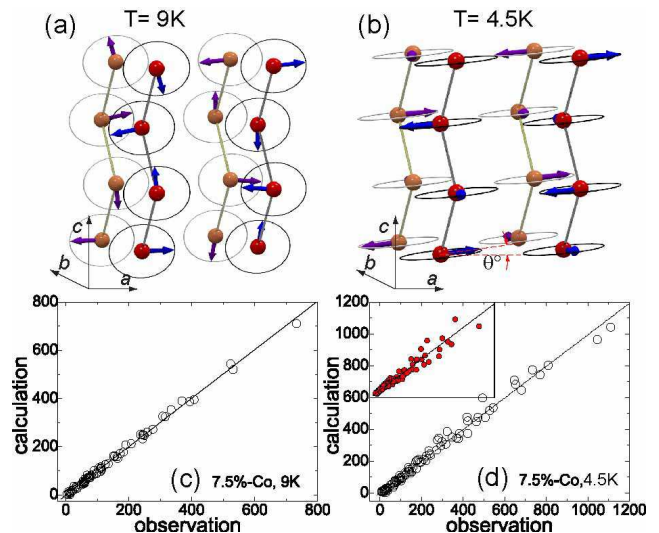 (a) T= 9K
(b) T= 4.5K
c
b
a
c
b
a
θ°
800
600
400
200
0
0 200 400 600 800
calculation
observation
(c) 7.5%-Co, 9K
1200
1000
800
600
400
200
0
0 200 400 600 800 1000 1200
calculation
observation
(d) 7.5%-Co,4.5K